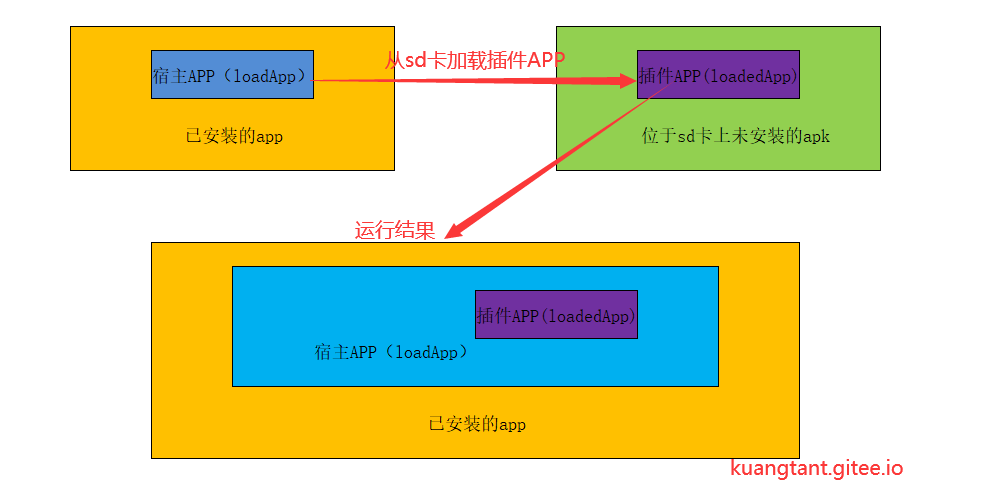 从sd卡加载插件APP
宿主APP（loadApp）
插件APP(loadedApp)
已安装的app
位于sd卡上未安装的apk
运行结果
插件APP(loadedApp)
宿主APP（loadApp）
已安装的app
kuangtant.gitee.io